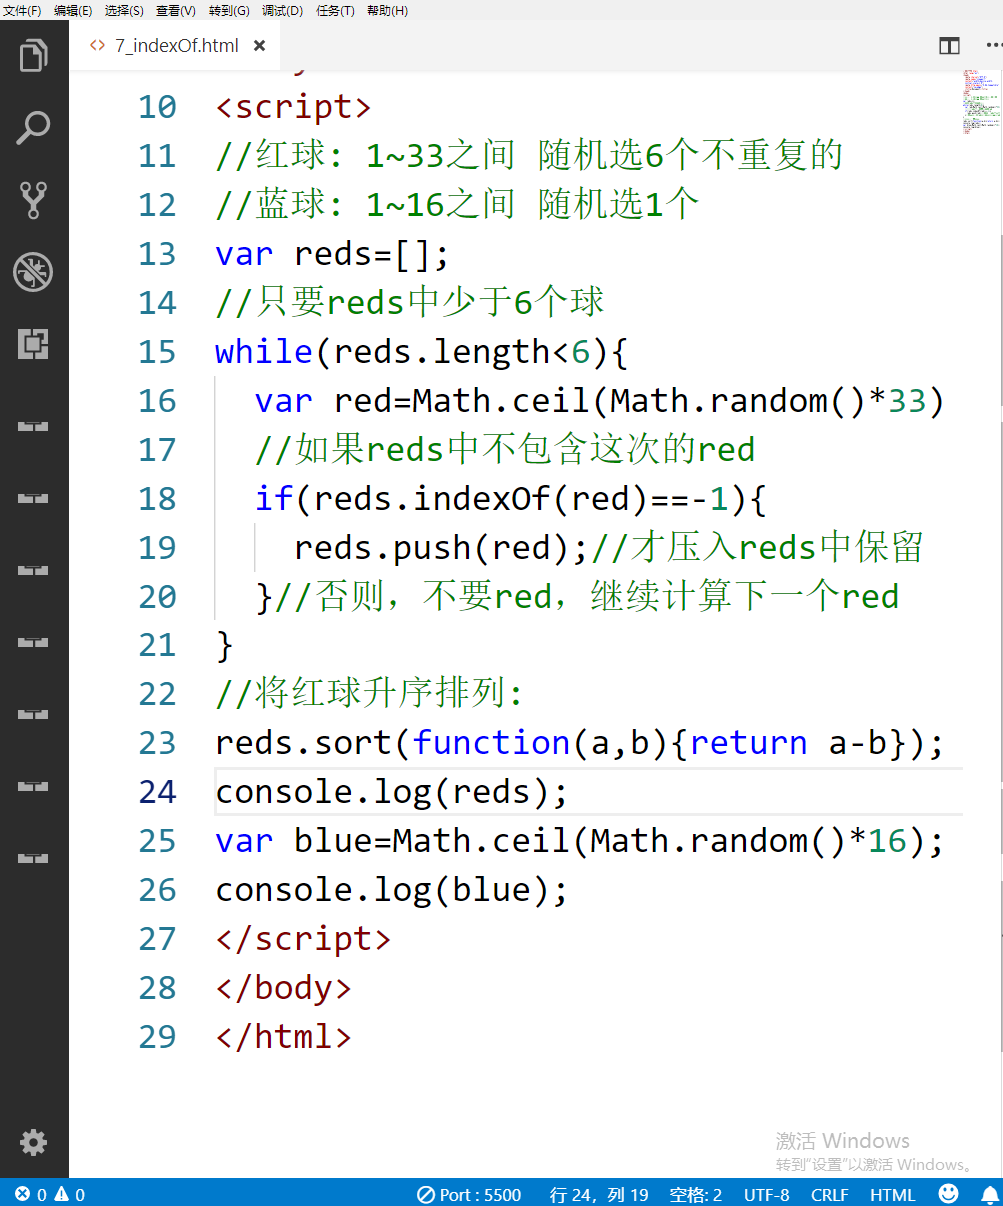 文件(F) 编辑(E) 选择(S) 查看(V) 转到(G) 调试(D) 任务(T) 帮助(H)
<> 7_indexOf.html ×
10 <script>
11 //红球: 1~33之间 随机选6个不重复的
12 //蓝球: 1~16之间 随机选1个
13 var reds=[];
14 //只要reds中少于6个球
15 while(reds.length<6){
16 var red=Math.ceil(Math.random()*33)
17 //如果reds中不包含这次的red
18 if(reds.indexOf(red)==-1){
19 reds.push(red);//才压入reds中保留
20 }//否则，不要red，继续计算下一个red
21 }
22 //将红球升序排列:
23 reds.sort(function(a,b){return a-b});
24 console.log(reds);
25 var blue=Math.ceil(Math.random()*16);
26 console.log(blue);
27 </script>
28 </body>
29 </html>
激活 Windows
转到"设置"以激活 Windows。
0 0 Port : 5500 行 24，列 19 空格: 2 UTF-8 CRLF HTML